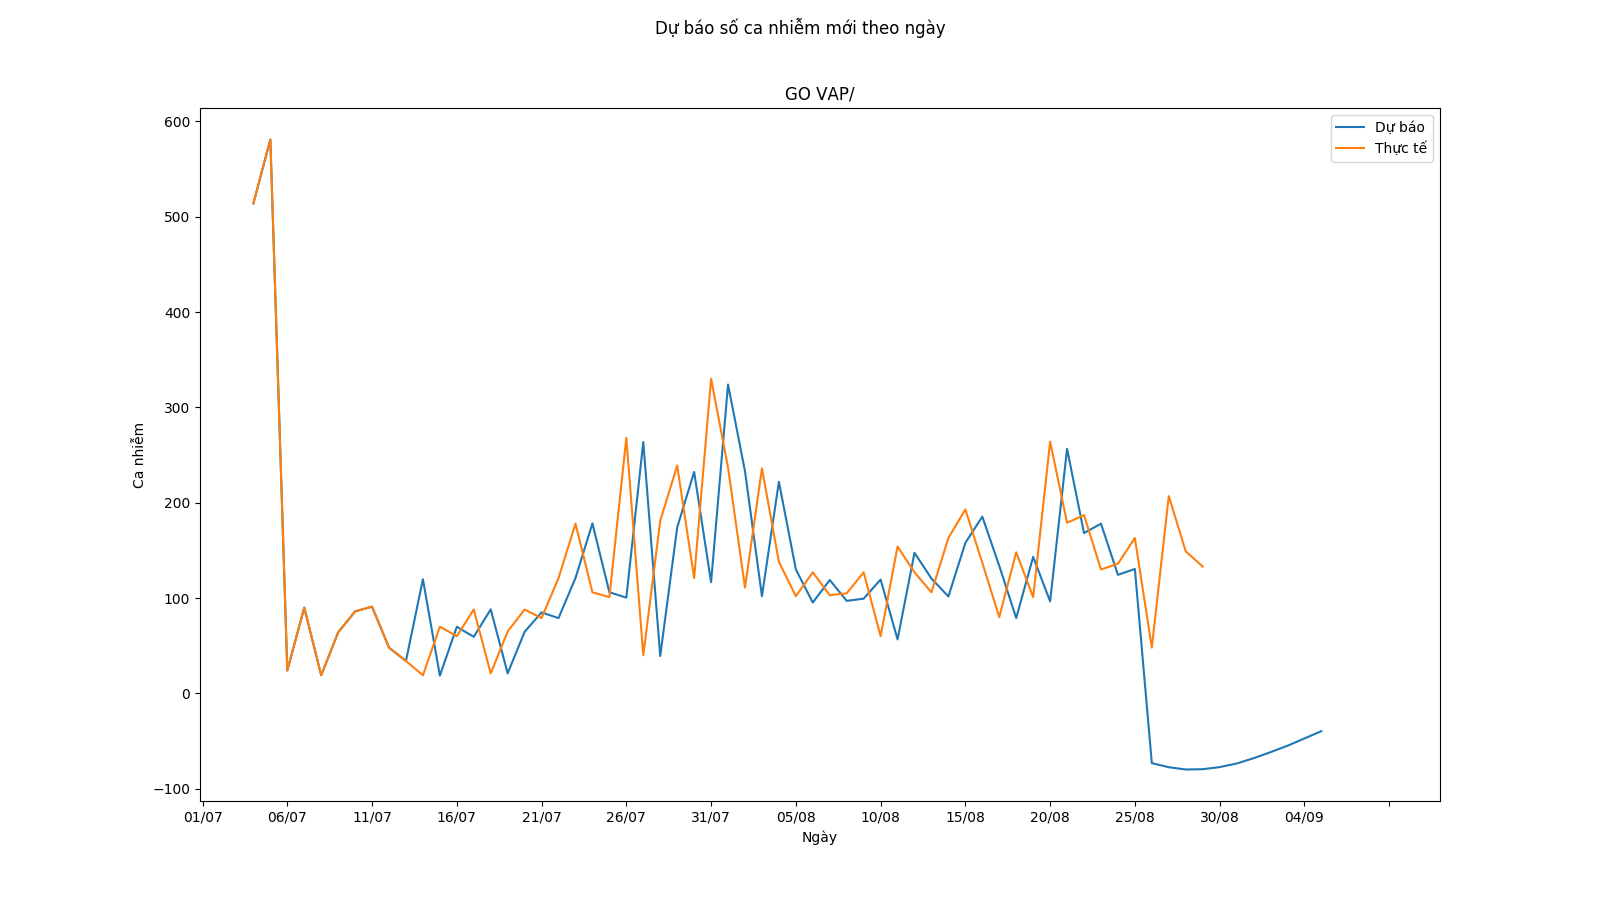 Dự báo số ca nhiễm mới theo ngày
GO VAP/
Dự báo
Thực tế
600
500
400
300
200
100
0
−100
Ca nhiễm
01/07 06/07 11/07 16/07 21/07 26/07 31/07 05/08 10/08 15/08 20/08 25/08 30/08 04/09
Ngày